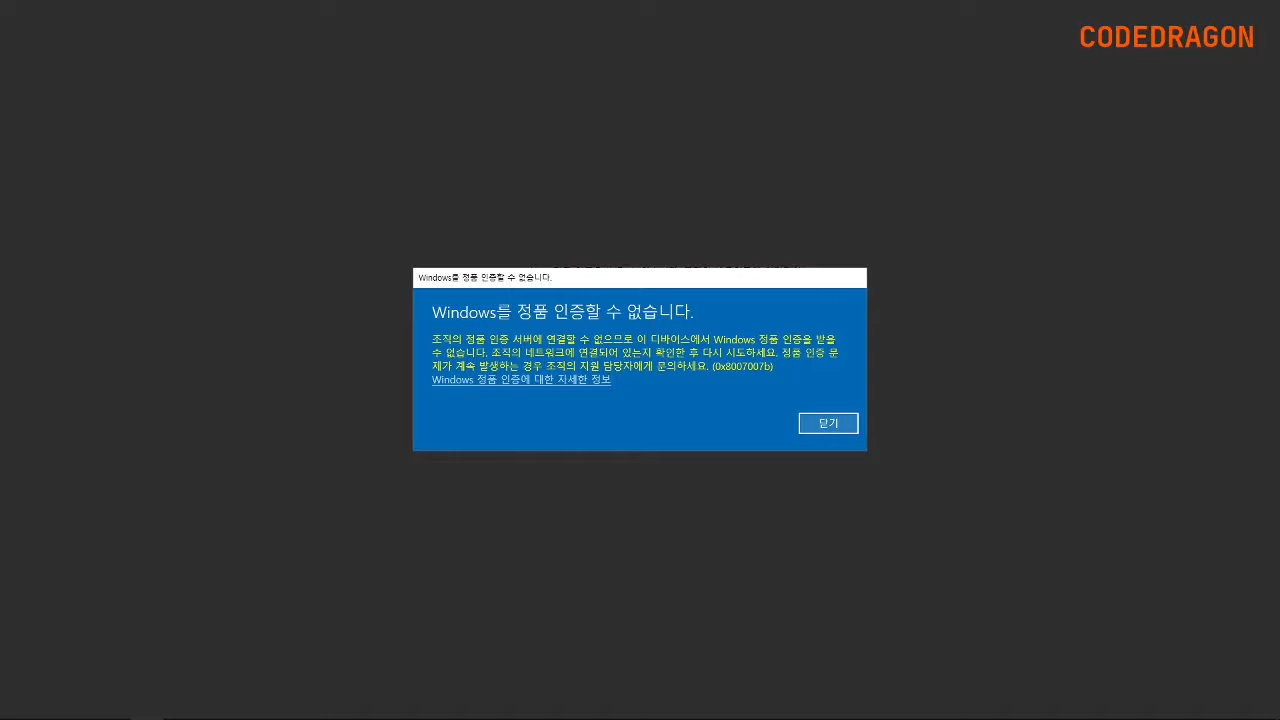 CODEDRAGON
Windows를 정품 인증할 수 없습니다.
Windows를 정품 인증할 수 없습니다.
조직의 정품 인증 서버에 연결할 수 없으므로 이 디바이스에서 Windows 정품 인증을 받을
수 없습니다. 조직의 네트워크에 연결되어 있는지 확인한 후 다시 시도하세요. 정품 인증 문
제가 계속 발생하는 경우 조직의 지원 담당자에게 문의하세요. (0x8007007b)
Windows 정품 인증에 대한 자세한 정보
닫기